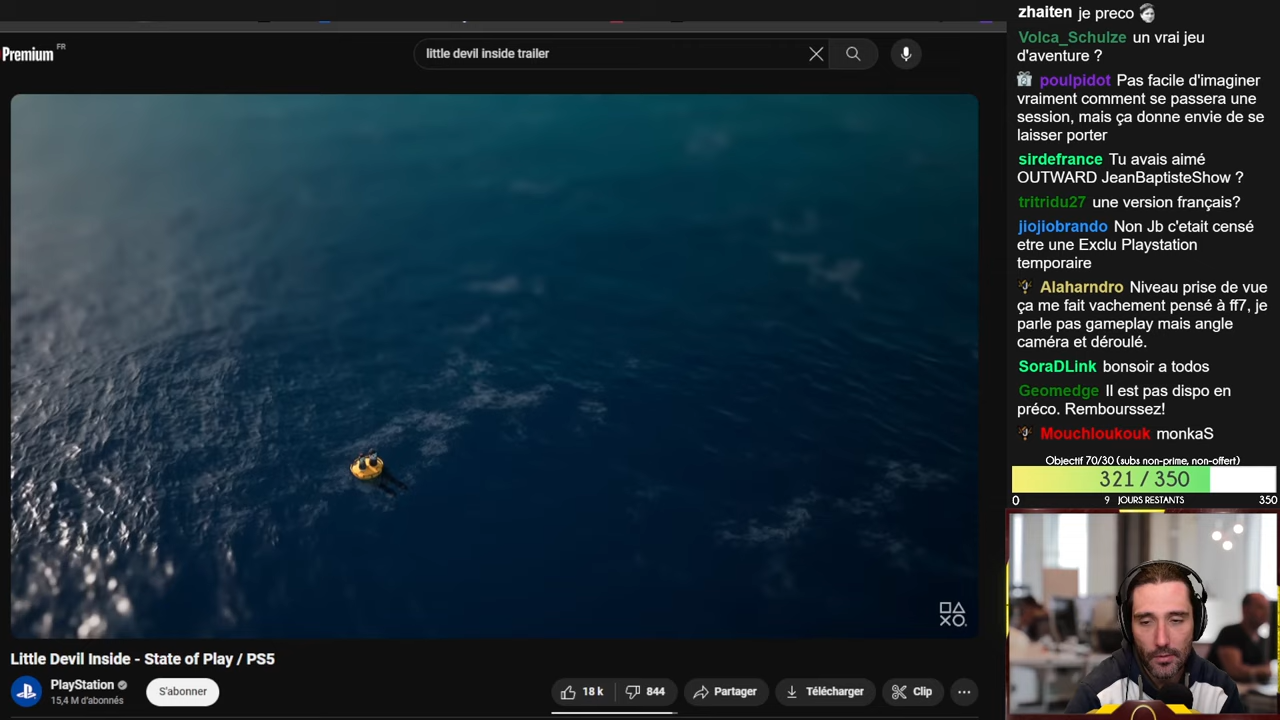 Premium FR
little devil inside trailer
Little Devil Inside - State of Play / PS5
PlayStation
15,4 M d'abonnés
S'abonner
18 k
844
Partager
Télécharger
Clip
zhaiten je preco
Volca_Schulze un vrai jeu
d'aventure ?
poulpidot Pas facile d'imaginer
vraiment comment se passera une
session, mais ça donne envie de se
laisser porter
sirdefrance Tu avais aimé
OUTWARD JeanBaptisteShow ?
tritridu27 une version français?
jiojiobrando Non Jb c'etait censé
etre une Exclu Playstation
temporaire
Alaharndro Niveau prise de vue
ça me fait vachement pensé à ff7, je
parle pas gameplay mais angle
caméra et déroulé.
SoraDLink bonsoir a todos
Geomedge Il est pas dispo en
préco. Rembourssez!
Mouchloukouk monkaS
Objectif 70/30 (subs non-prime, non-offert)
321 / 350
0 9 JOURS RESTANTS 350